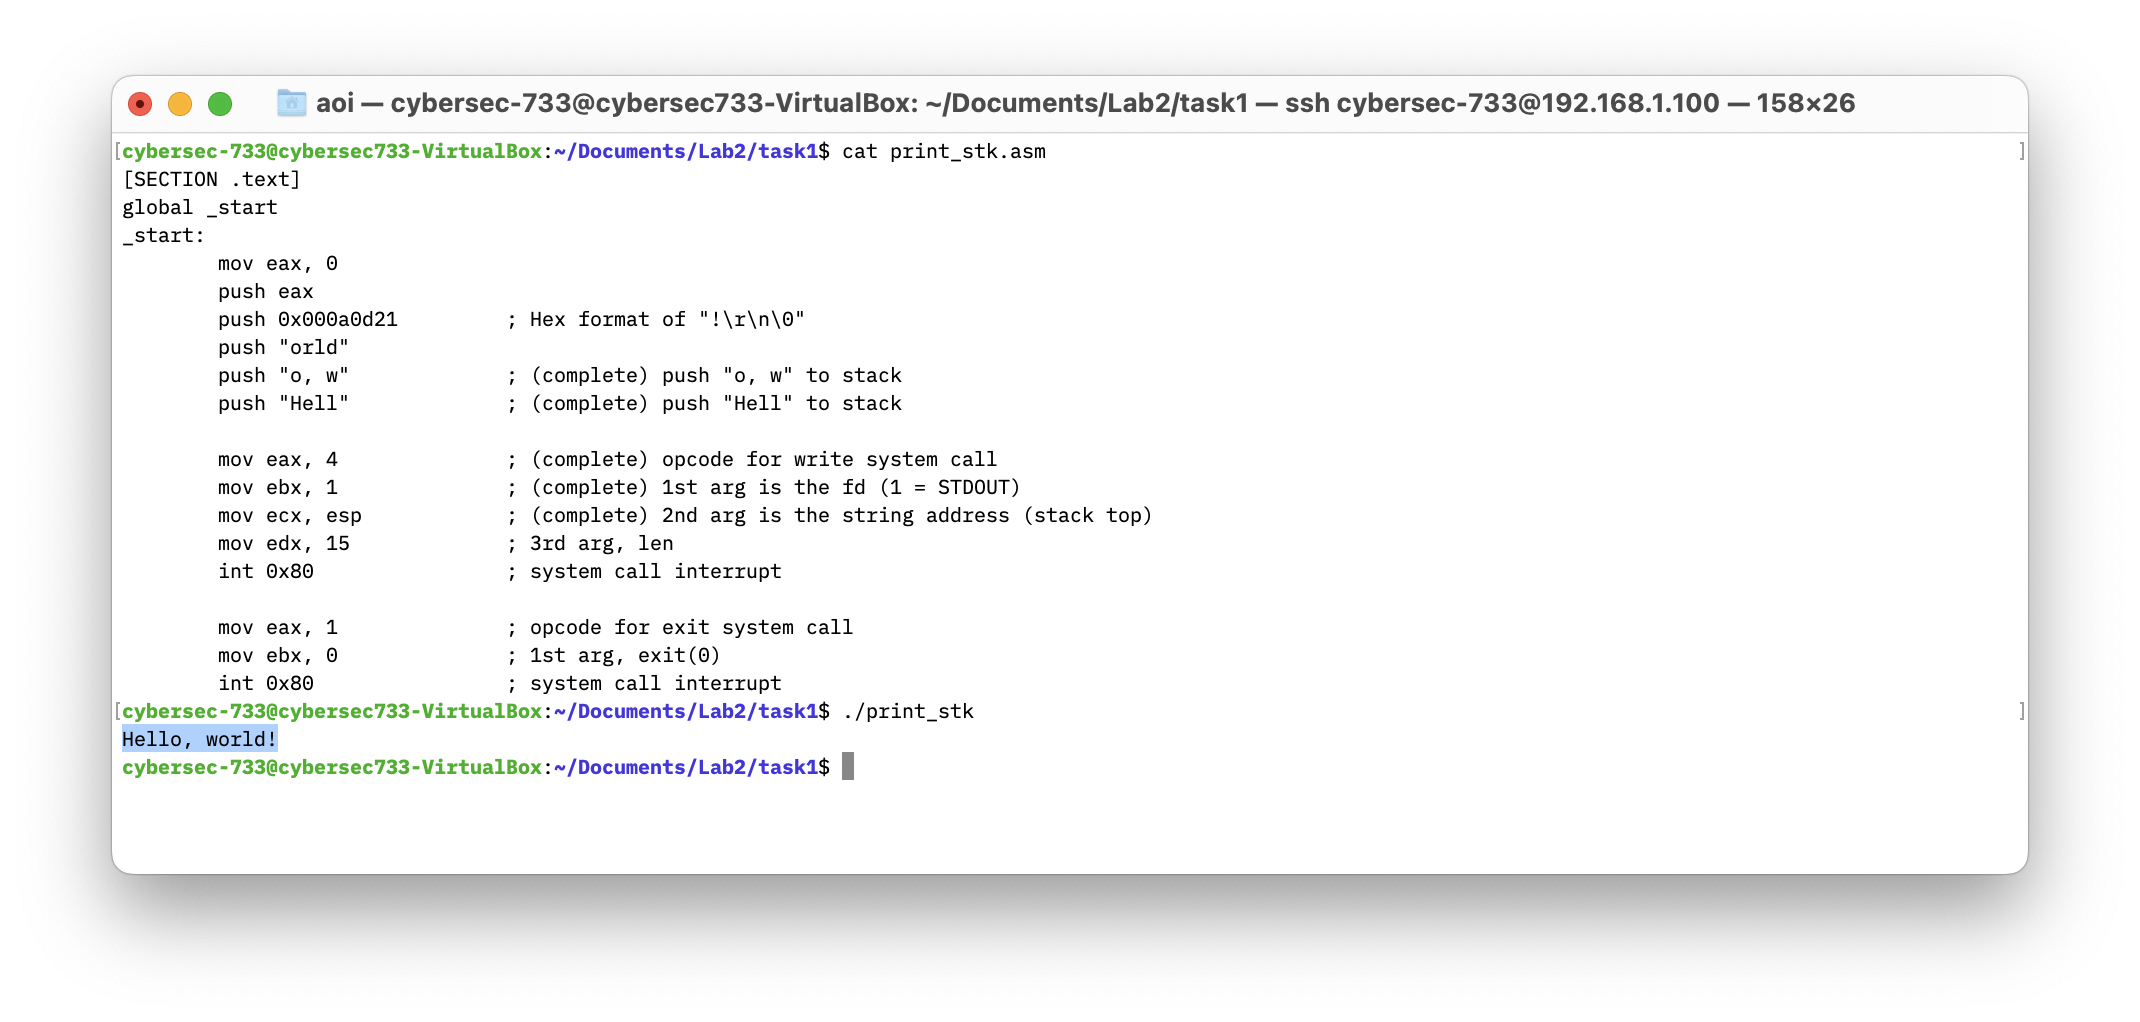 aoi — cybersec-733@cybersec733-VirtualBox: ~/Documents/Lab2/task1 — ssh cybersec-733@192.168.1.100 — 158×26
[cybersec-733@cybersec733-VirtualBox:~/Documents/Lab2/task1$ cat print_stk.asm ]
[SECTION .text]
global _start
_start:
        mov eax, 0
        push eax
        push 0x000a0d21         ; Hex format of "!\r\n\0"
        push "orld"
        push "o, w"             ; (complete) push "o, w" to stack
        push "Hell"             ; (complete) push "Hell" to stack
        mov eax, 4              ; (complete) opcode for write system call
        mov ebx, 1              ; (complete) 1st arg is the fd (1 = STDOUT)
        mov ecx, esp            ; (complete) 2nd arg is the string address (stack top)
        mov edx, 15             ; 3rd arg, len
        int 0x80                ; system call interrupt
        mov eax, 1              ; opcode for exit system call
        mov ebx, 0              ; 1st arg, exit(0)
        int 0x80                ; system call interrupt
[cybersec-733@cybersec733-VirtualBox:~/Documents/Lab2/task1$ ./print_stk ]
Hello, world!
cybersec-733@cybersec733-VirtualBox:~/Documents/Lab2/task1$